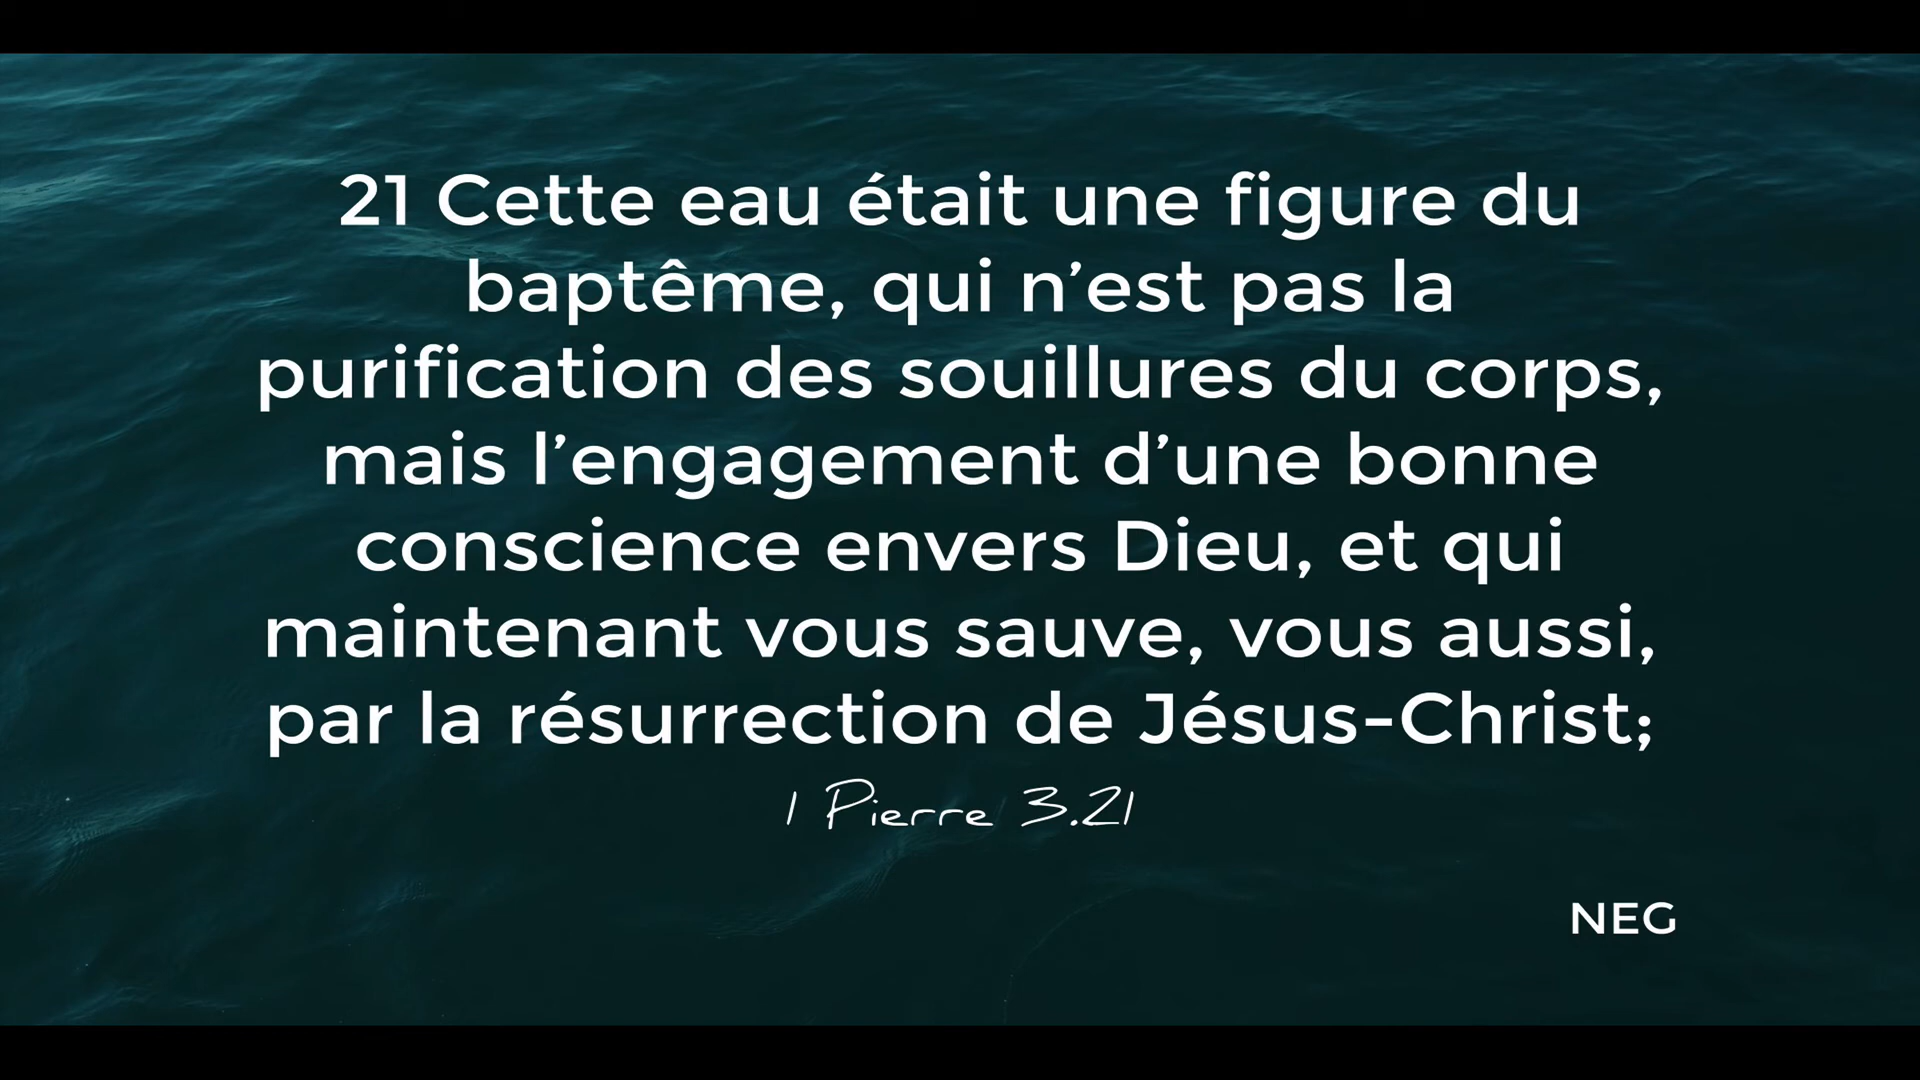 21 Cette eau était une figure du
baptême, qui n’est pas la
purification des souillures du corps,
mais l’engagement d’une bonne
conscience envers Dieu, et qui
maintenant vous sauve, vous aussi,
par la résurrection de Jésus-Christ;
1 Pierre 3.21
NEG